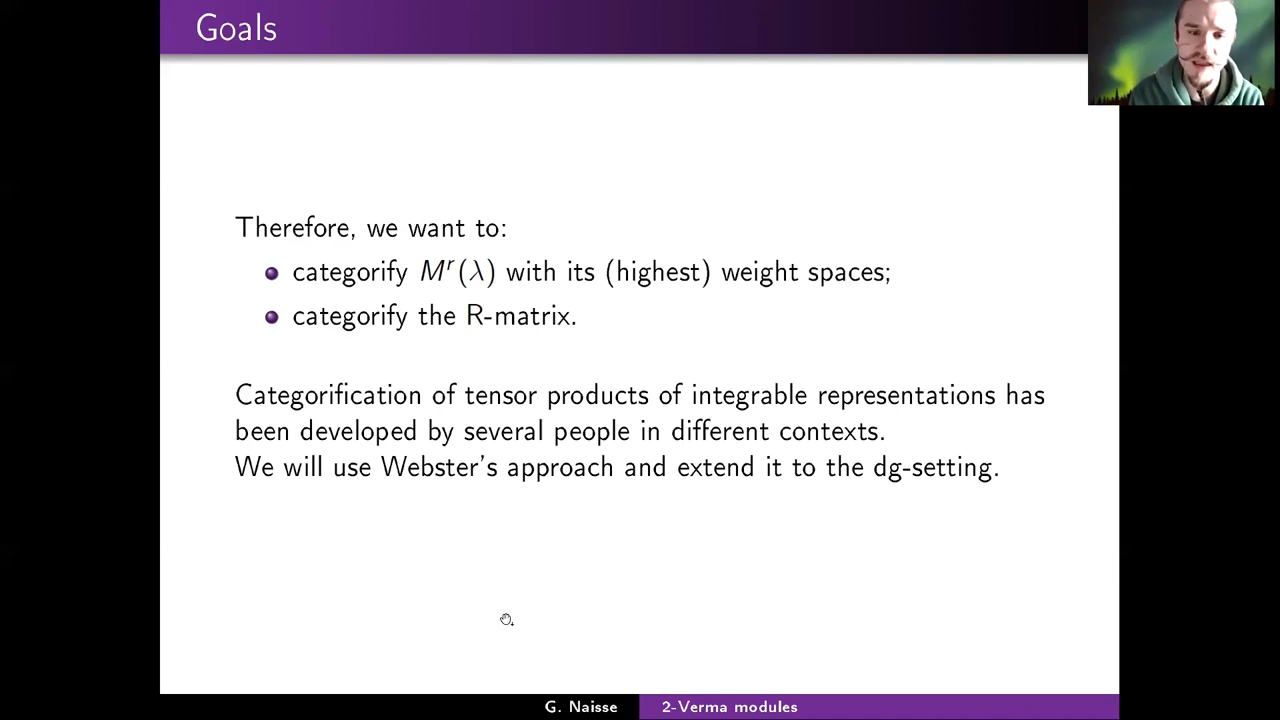 Goals
Therefore, we want to:
categorify Mʳ(λ) with its (highest) weight spaces;
categorify the R-matrix.
Categorification of tensor products of integrable representations has
been developed by several people in different contexts.
We will use Webster's approach and extend it to the dg-setting.
G. Naisse
2-Verma modules